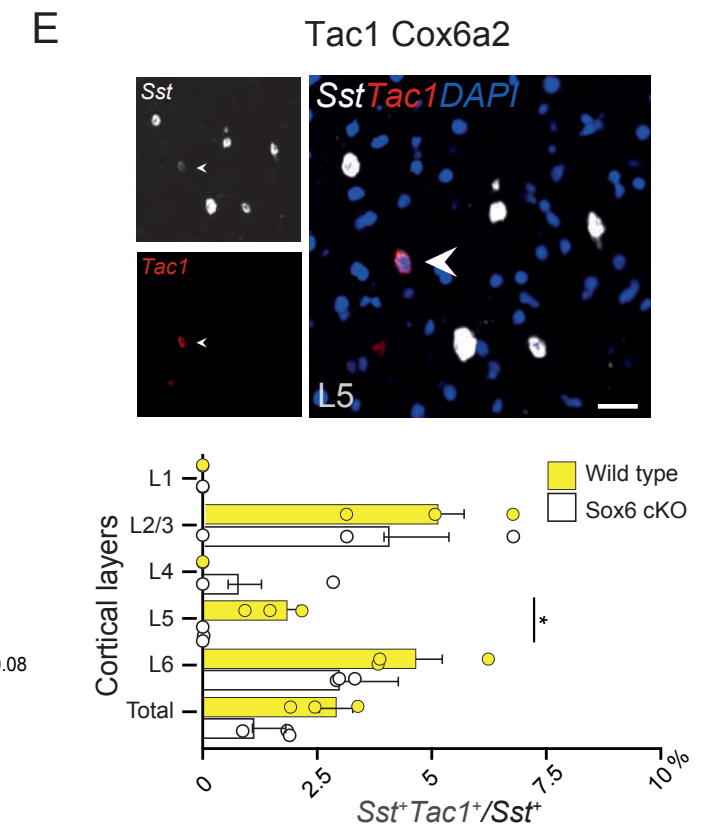 E
Tac1 Cox6a2
Sst
SstTac1DAPI
Tac1
L5
Wild type
Sox6 cKO
Cortical layers
L1
L2/3
L4
L5
*
L6
Total
0.08
0
2.5
5
7.5
10 %
Sst+Tac1+/Sst+